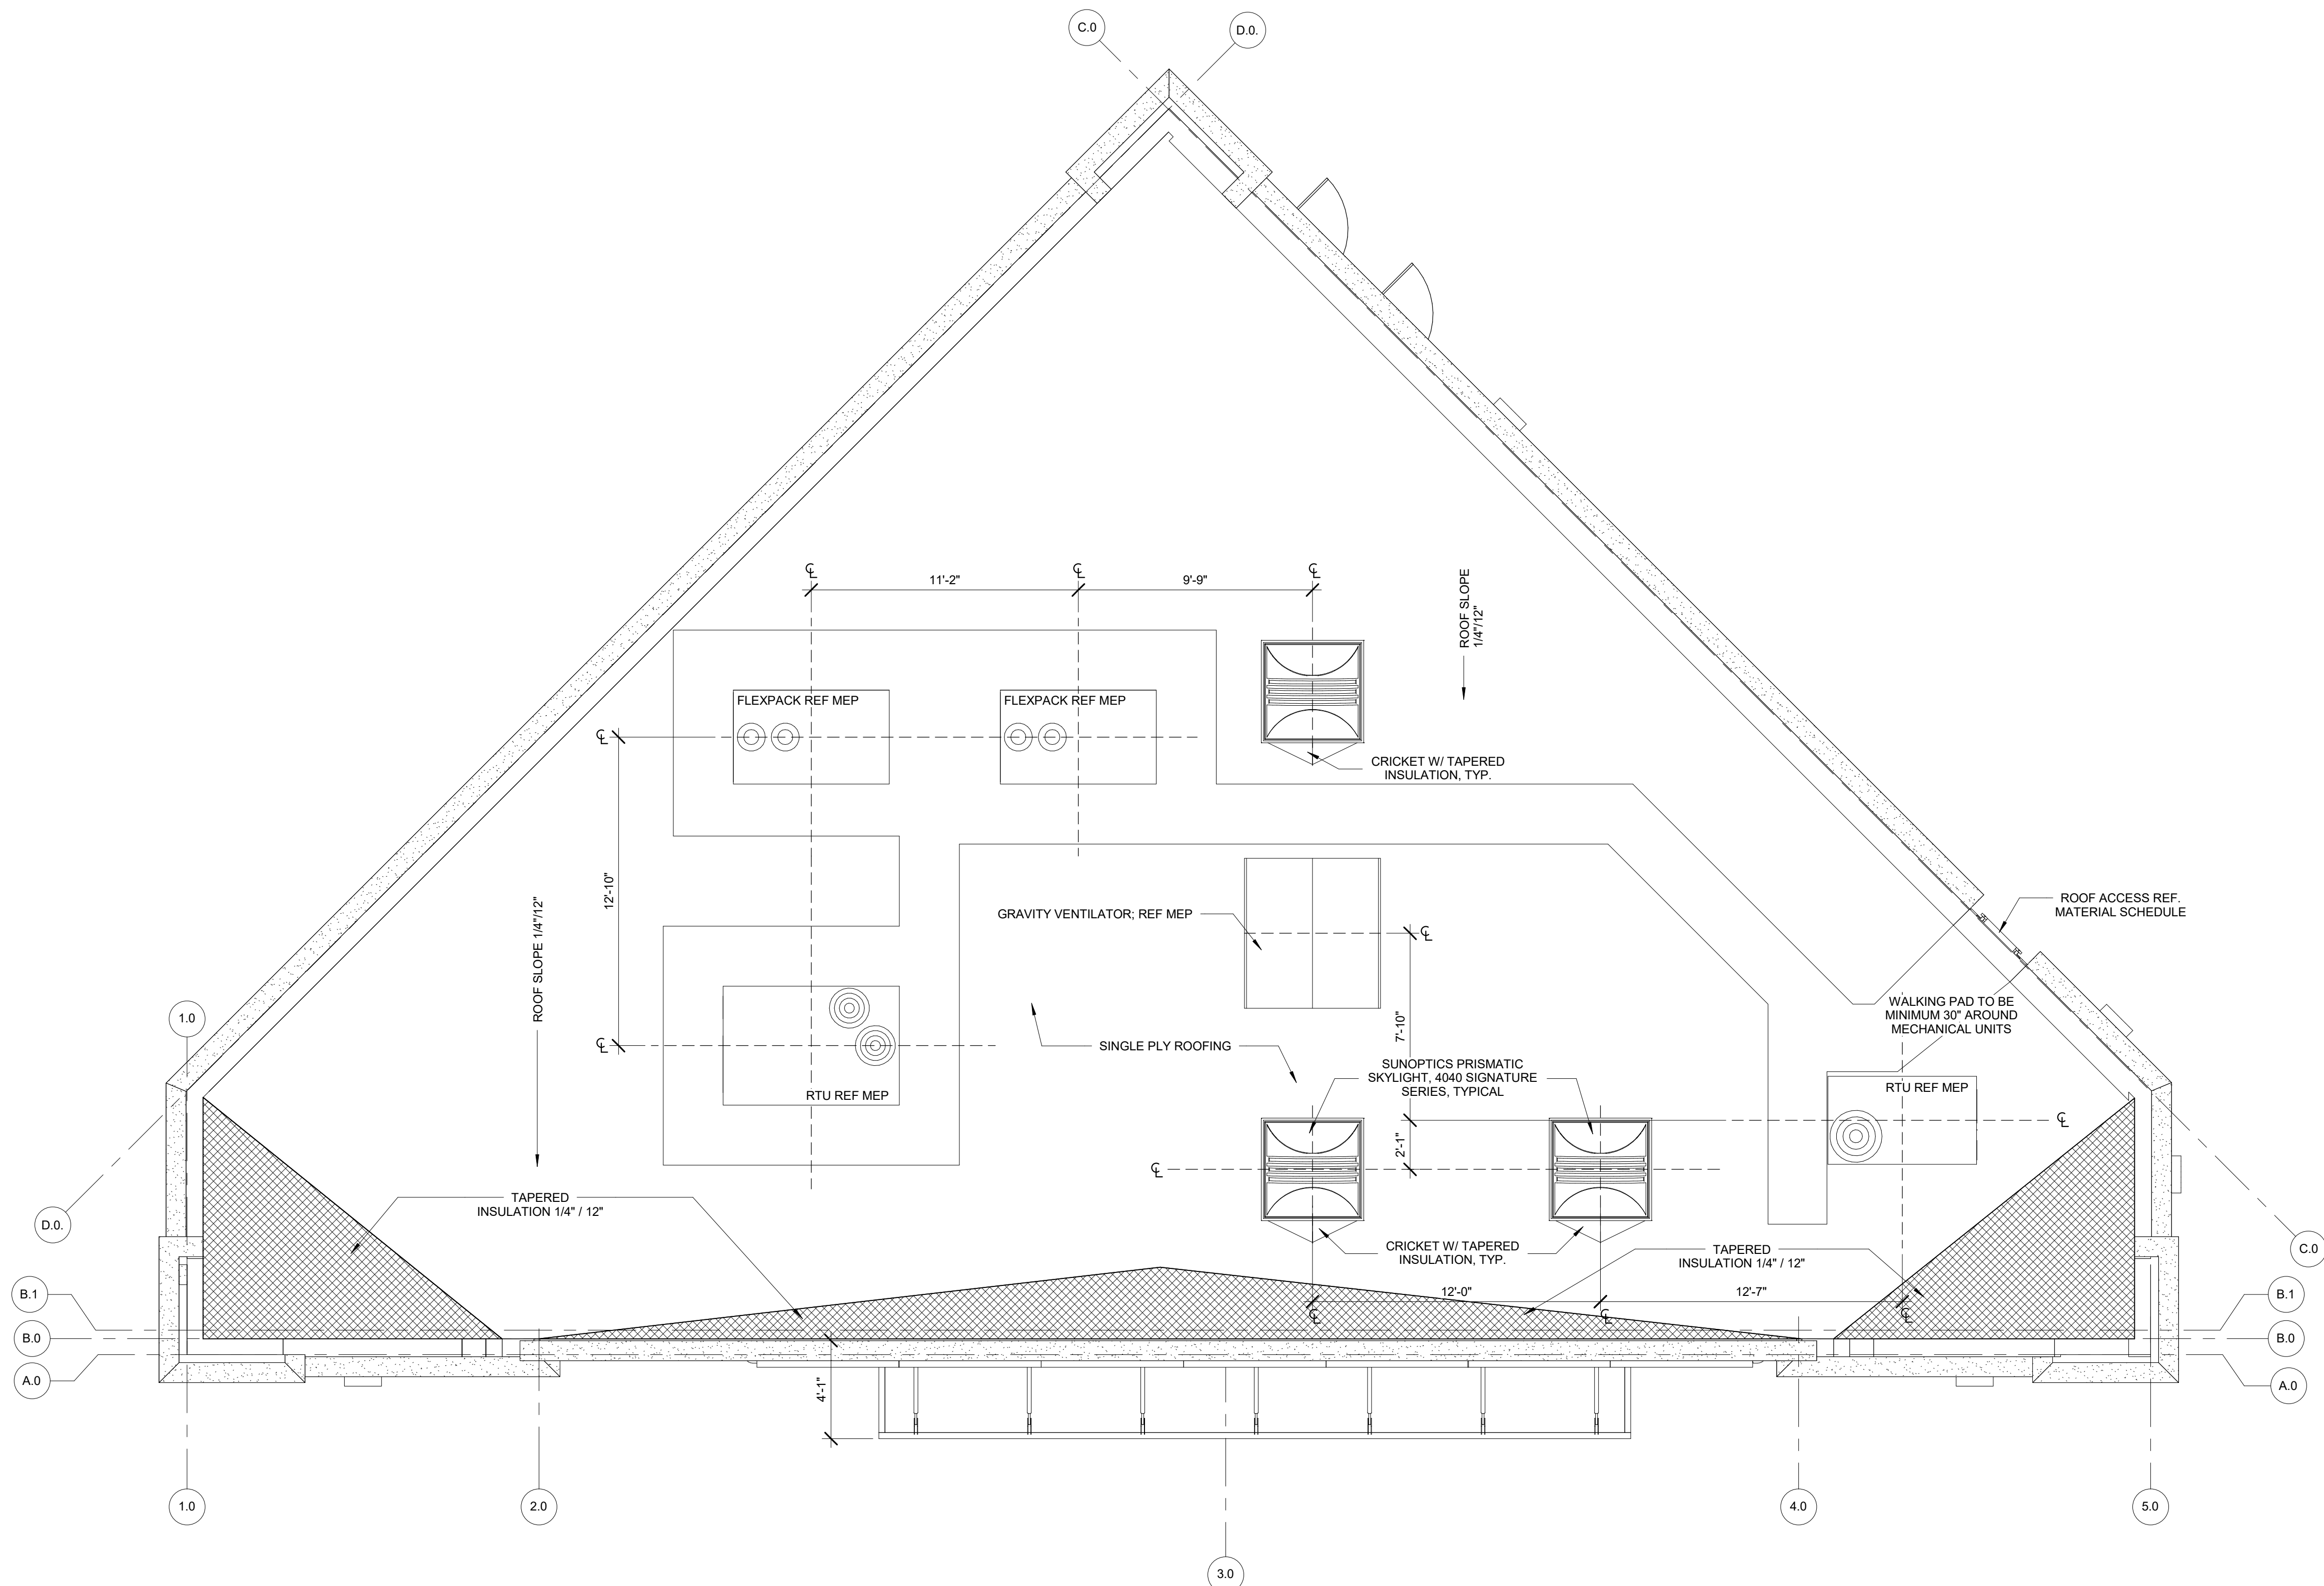 C.0
D.0.
℄
℄
℄
11'-2"
9'-9"
ROOF SLOPE
1/4"/12"
FLEXPACK REF MEP
FLEXPACK REF MEP
℄
CRICKET W/ TAPERED
INSULATION, TYP.
12'-10"
ROOF SLOPE 1/4"/12"
GRAVITY VENTILATOR; REF MEP
℄
ROOF ACCESS REF.
MATERIAL SCHEDULE
WALKING PAD TO BE
MINIMUM 30" AROUND
MECHANICAL UNITS
1.0
7'-10"
℄
SINGLE PLY ROOFING
SUNOPTICS PRISMATIC
SKYLIGHT, 4040 SIGNATURE
SERIES, TYPICAL
RTU REF MEP
RTU REF MEP
℄
2'-1"
℄
TAPERED
INSULATION 1/4" / 12"
D.0.
CRICKET W/ TAPERED
INSULATION, TYP.
TAPERED
INSULATION 1/4" / 12"
C.0
12'-0"
12'-7"
℄
℄
℄
B.1
B.1
B.0
B.0
A.0
A.0
4'-1"
1.0
2.0
4.0
5.0
3.0